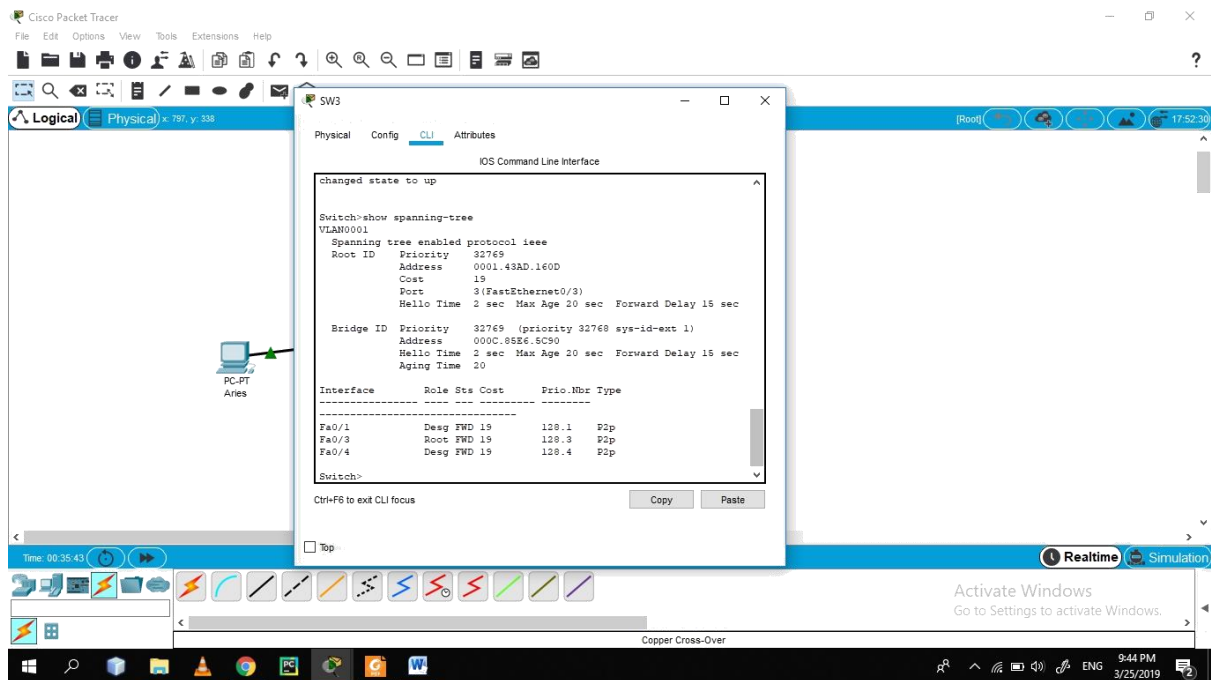 Cisco Packet Tracer
File Edit Options View Tools Extensions Help
Logical Physical x: 797, y: 338 [Root] 17:52:30
SW3
Physical Config CLI Attributes
IOS Command Line Interface
changed state to up
Switch>show spanning-tree
VLAN0001
Spanning tree enabled protocol ieee
Root ID Priority 32769
Address 0001.43AD.160D
Cost 19
Port 3(FastEthernet0/3)
Hello Time 2 sec Max Age 20 sec Forward Delay 15 sec
Bridge ID Priority 32769 (priority 32768 sys-id-ext 1)
Address 000C.85E6.5C90
Hello Time 2 sec Max Age 20 sec Forward Delay 15 sec
Aging Time 20
Interface Role Sts Cost Prio.Nbr Type
---------------- ---- --- --------- --------
--------------------------------
Fa0/1 Desg FWD 19 128.1 P2p
Fa0/3 Root FWD 19 128.3 P2p
Fa0/4 Desg FWD 19 128.4 P2p
Switch>
Ctrl+F6 to exit CLI focus Copy Paste
Top
PC-PT
Aries
Time: 00:35:43 Realtime Simulation
Activate Windows
Go to Settings to activate Windows.
Copper Cross-Over
ENG 9:44 PM
3/25/2019